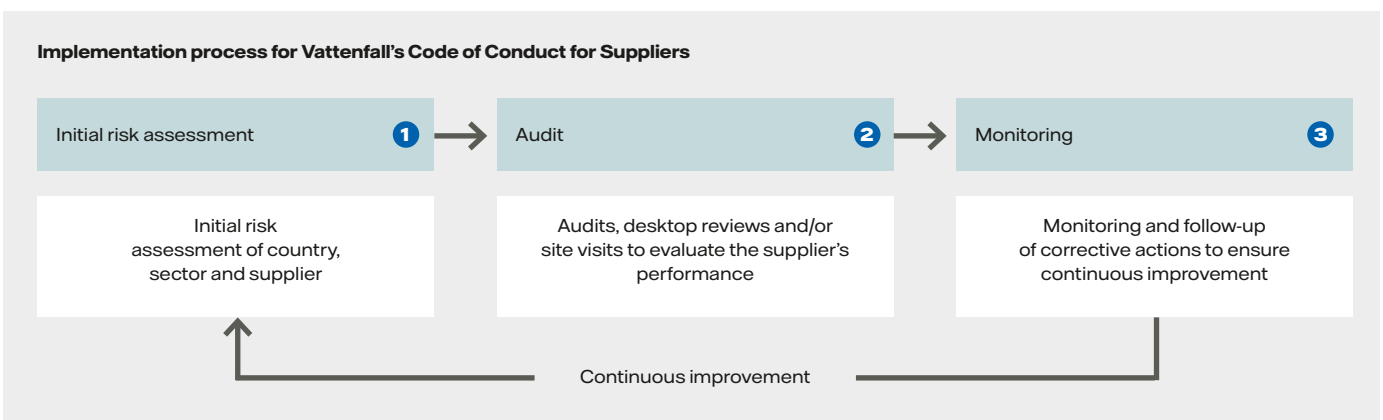 Implementation process for Vattenfall's Code of Conduct for Suppliers
Initial risk assessment 1
Audit 2
Monitoring 3
Initial risk
assessment of country,
sector and supplier
Audits, desktop reviews and/or
site visits to evaluate the supplier's
performance
Monitoring and follow-up
of corrective actions to ensure
continuous improvement
Continuous improvement